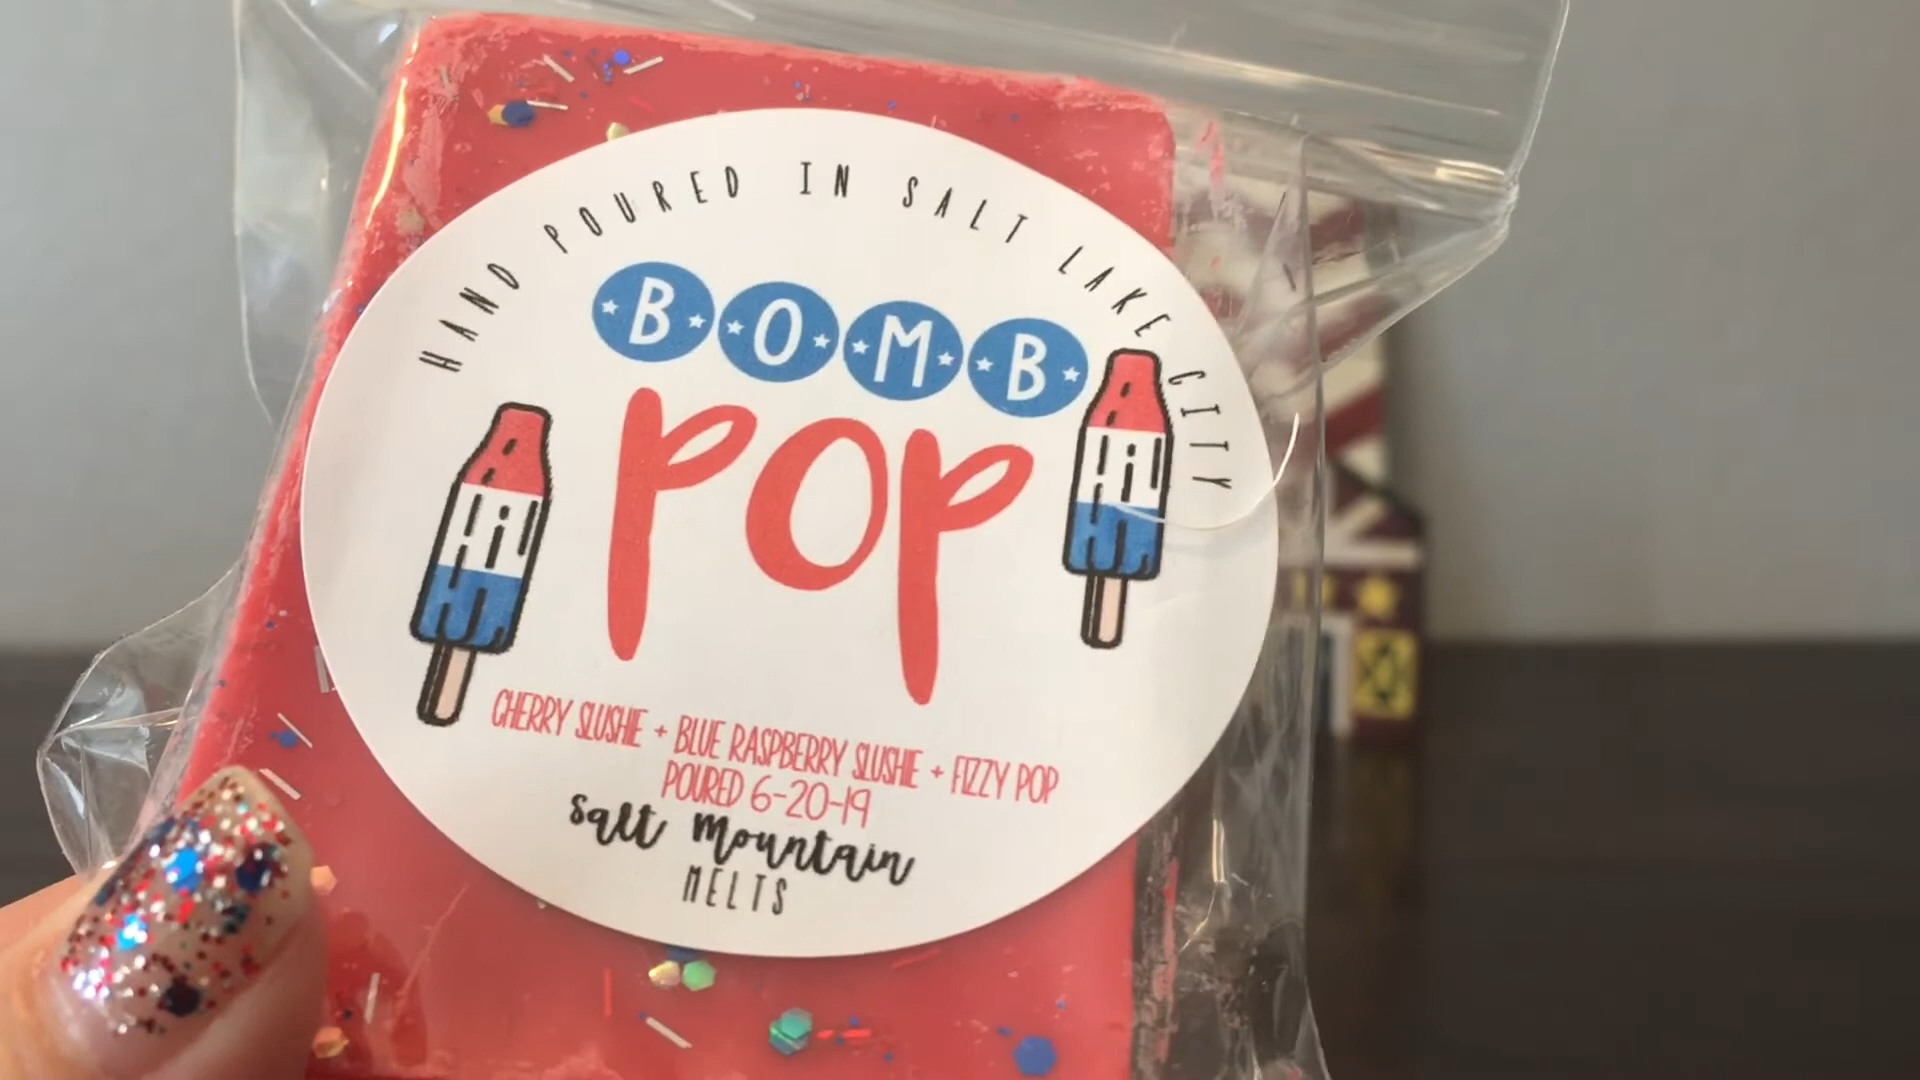 HAND POURED IN SALT LAKE CITY
BOMB
POP
CHERRY SLUSHIE + BLUE RASPBERRY SLUSHIE + FIZZY POP
POURED 6-20-19
Salt Mountain
MELTS